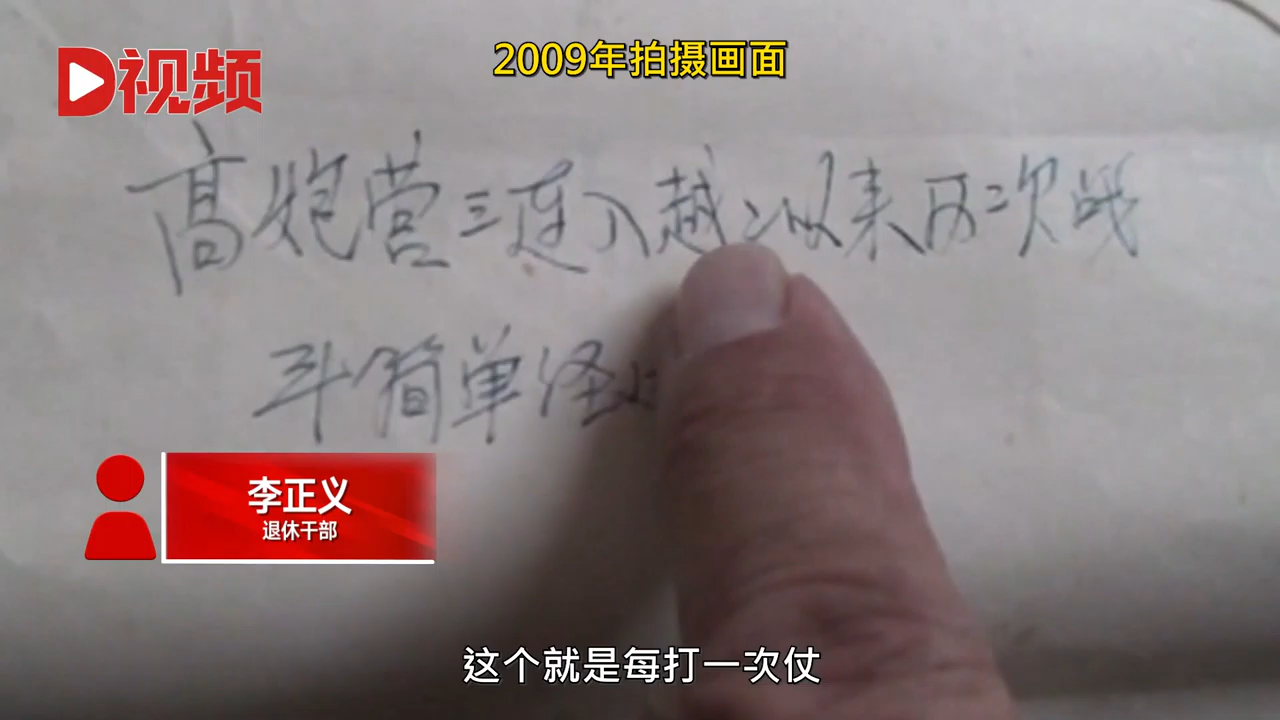 视频
2009年拍摄画面
高炮营三连入越以来历次战
斗简单经
李正义
退休干部
这个就是每打一次仗